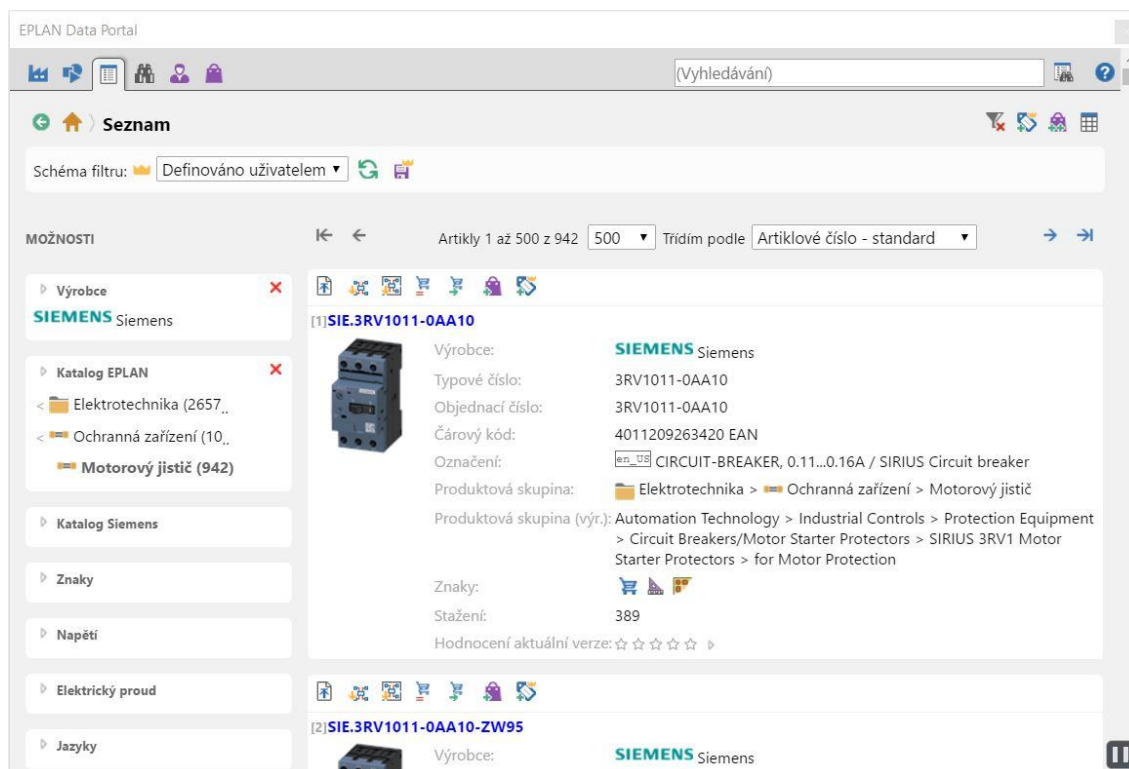 EPLAN Data Portal
(Vyhledávání)
Seznam
Schéma filtru: Definováno uživatelem
MOŽNOSTI
Artikly 1 až 500 z 942 500 Třídím podle Artiklové číslo - standard
Výrobce
SIEMENS Siemens
Katalog EPLAN
< Elektrotechnika (2657..
< Ochranná zařízení (10..
Motorový jistič (942)
Katalog Siemens
Znaky
Napětí
Elektrický proud
Jazyky
[1]SIE.3RV1011-0AA10
Výrobce: SIEMENS Siemens
Typové číslo: 3RV1011-0AA10
Objednací číslo: 3RV1011-0AA10
Čárový kód: 4011209263420 EAN
Označení: en_US CIRCUIT-BREAKER, 0.11...0.16A / SIRIUS Circuit breaker
Produktová skupina: Elektrotechnika > Ochranná zařízení > Motorový jistič
Produktová skupina (výr.): Automation Technology > Industrial Controls > Protection Equipment
> Circuit Breakers/Motor Starter Protectors > SIRIUS 3RV1 Motor
Starter Protectors > for Motor Protection
Znaky:
Stažení: 389
Hodnocení aktuální verze:
[2]SIE.3RV1011-0AA10-ZW95
Výrobce: SIEMENS Siemens